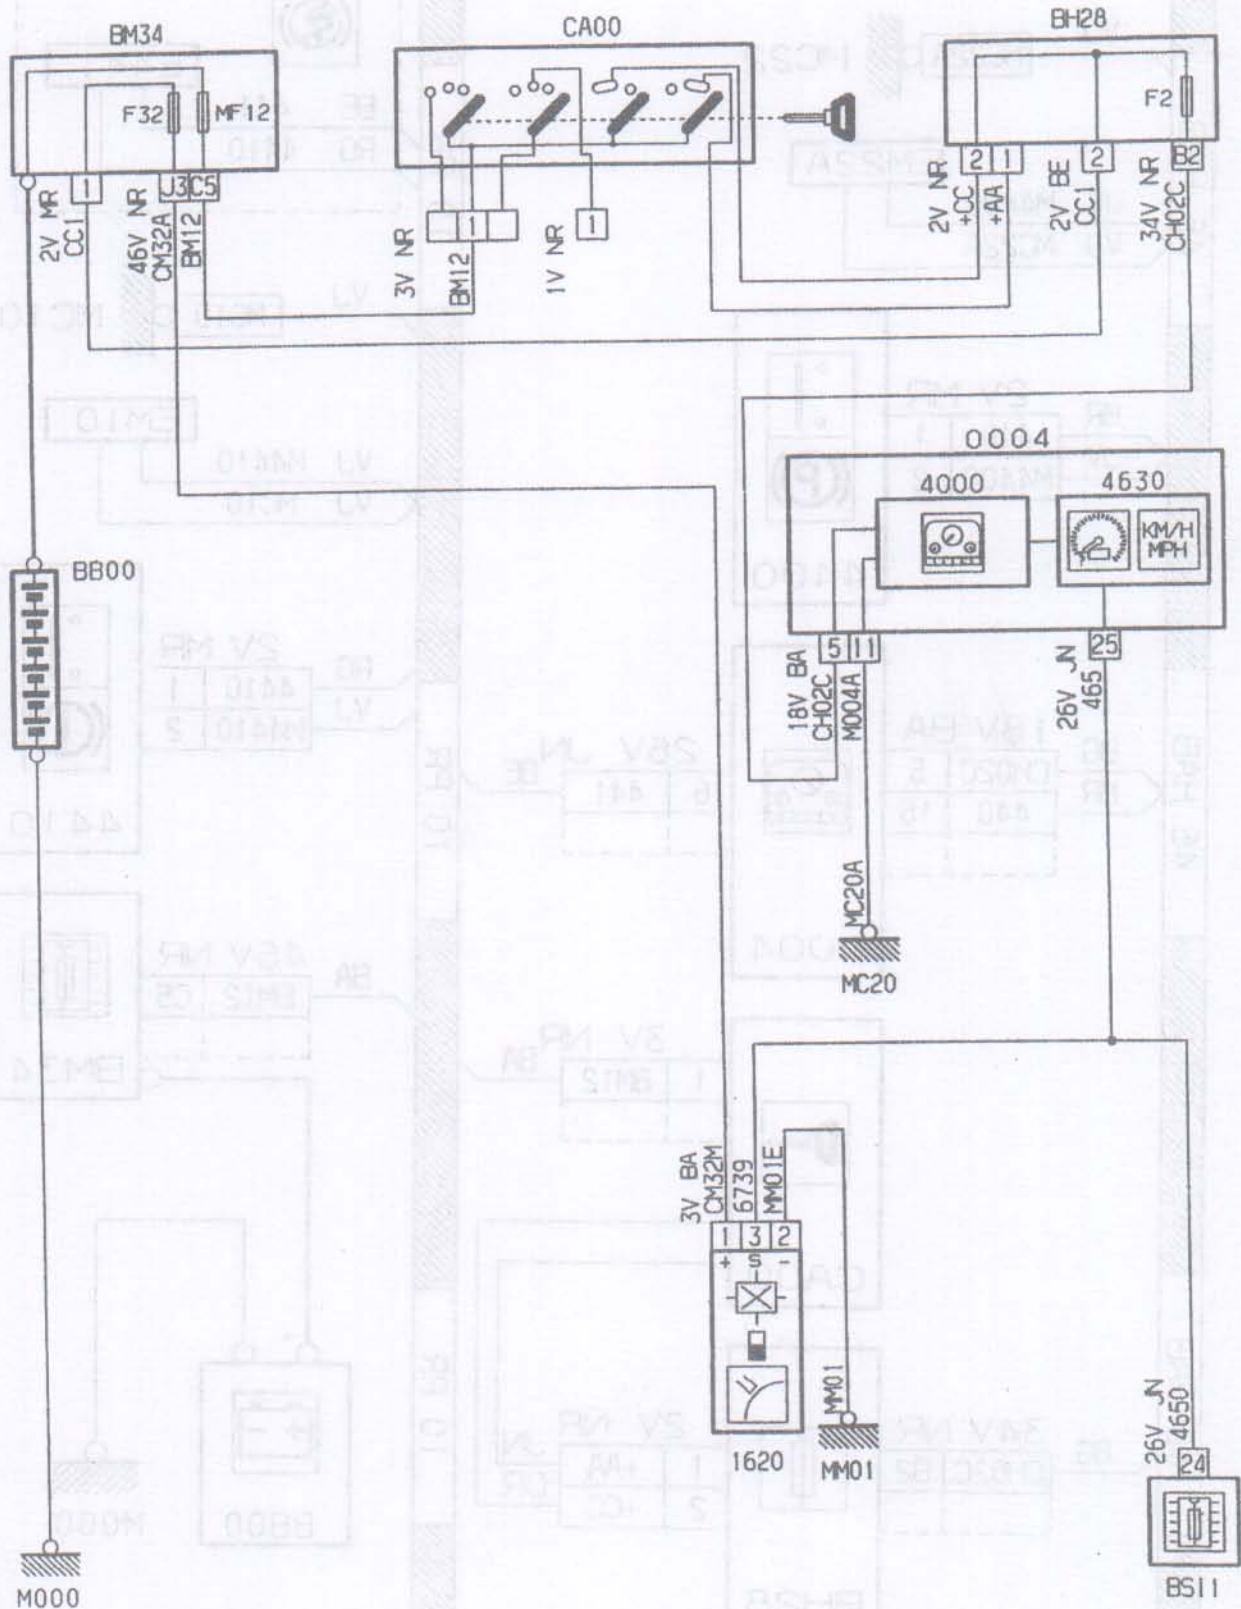 BM34
CA00
BH28
F32
MF12
F2
1
J3
C5
2
1
2
B2
2V MR
CC1
46V NR
CM32A
BM12
3V NR
BM12
1
1V NR
1
2V NR
+CC
+AA
2V BE
CC1
34V NR
CH02C
0004
4000
4630
KM/H
MPH
BB00
5
11
25
18V BA
CH02C
M004A
26V JN
465
MC20A
MC20
3V BA
CM32M
6739
MM01E
1
3
2
+
S
-
MM01
1620
MM01
26V JN
4650
24
BSI1
M000